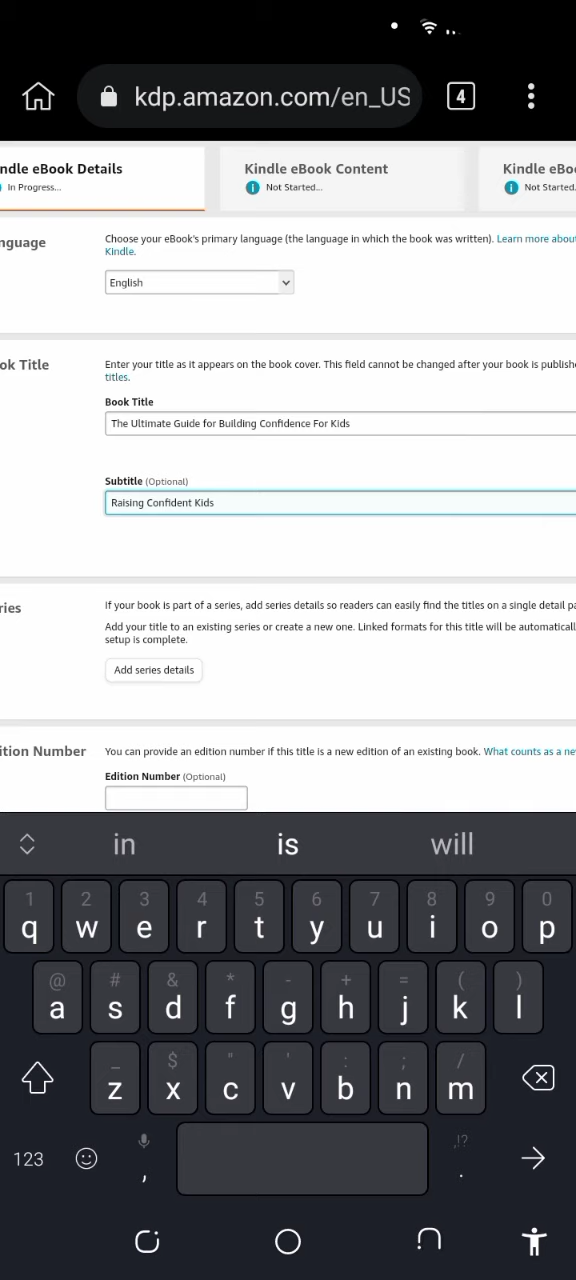 kdp.amazon.com/en_US
4
ndle eBook Details
In Progress...
Kindle eBook Content
Not Started...
Kindle eBo
Not Started.
nguage
Choose your eBook's primary language (the language in which the book was written). Learn more about
Kindle.
English
ok Title
Enter your title as it appears on the book cover. This field cannot be changed after your book is publishe
titles.
Book Title
The Ultimate Guide for Building Confidence For Kids
Subtitle (Optional)
Raising Confident Kids
ries
If your book is part of a series, add series details so readers can easily find the titles on a single detail pa
Add your title to an existing series or create a new one. Linked formats for this title will be automaticall
setup is complete.
Add series details
ition Number
You can provide an edition number if this title is a new edition of an existing book. What counts as a ne
Edition Number (Optional)
in is will
1 2 3 4 5 6 7 8 9 0
q w e r t y u i o p
@ # & * - + = ( )
a s d f g h j k l
_ $ " ' : ; /
z x c v b n m
123 , ,!? .